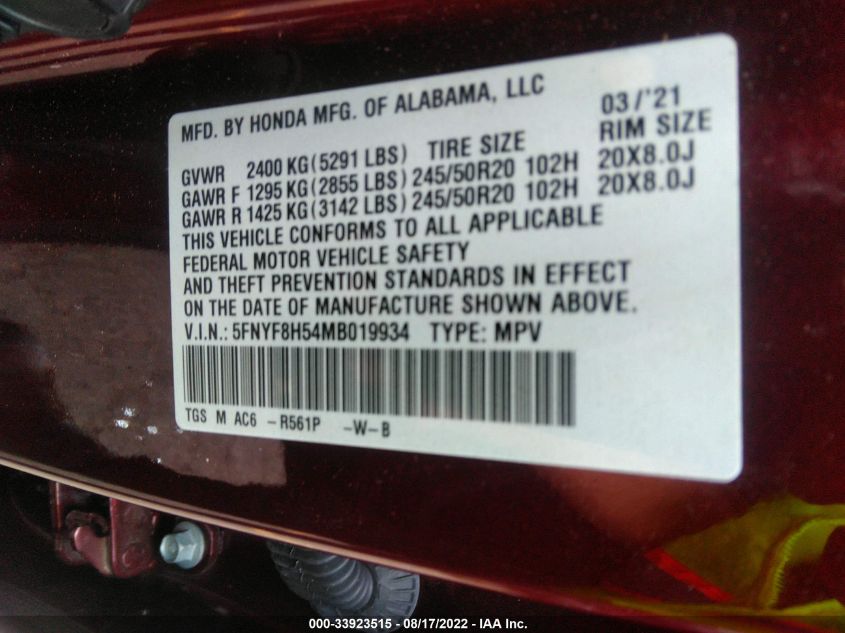 MFD. BY HONDA MFG. OF ALABAMA, LLC 03/'21
GVWR 2400 KG(5291 LBS) TIRE SIZE RIM SIZE
GAWR F 1295 KG(2855 LBS) 245/50R20 102H 20X8.0J
GAWR R 1425 KG(3142 LBS) 245/50R20 102H 20X8.0J
THIS VEHICLE CONFORMS TO ALL APPLICABLE
FEDERAL MOTOR VEHICLE SAFETY
AND THEFT PREVENTION STANDARDS IN EFFECT
ON THE DATE OF MANUFACTURE SHOWN ABOVE.
V.I.N.: 5FNYF8H54MB019934 TYPE: MPV
TGS M AC6 -R561P -W-B
000-33923515 - 08/17/2022 - IAA Inc.